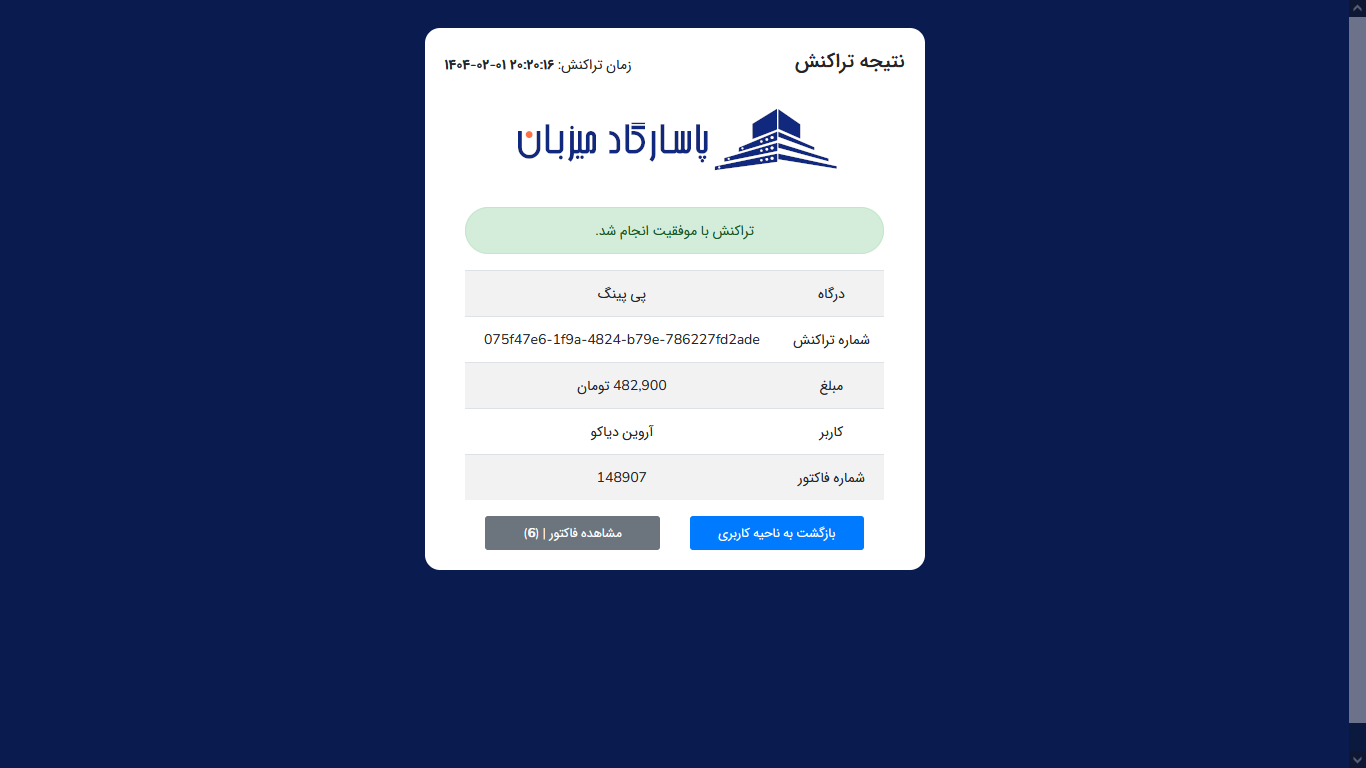 نتیجه تراکنش
زمان تراکنش: ۱۴۰۴-۰۲-۰۱ ۲۰:۲۰:۱۶
پاسارگاد میزبان
تراکنش با موفقیت انجام شد.
درگاه پی پینگ
شماره تراکنش 075f47e6-1f9a-4824-b79e-786227fd2ade
مبلغ 482,900 تومان
کاربر آروین دیاکو
شماره فاکتور 148907
بازگشت به ناحیه کاربری
مشاهده فاکتور | (6)